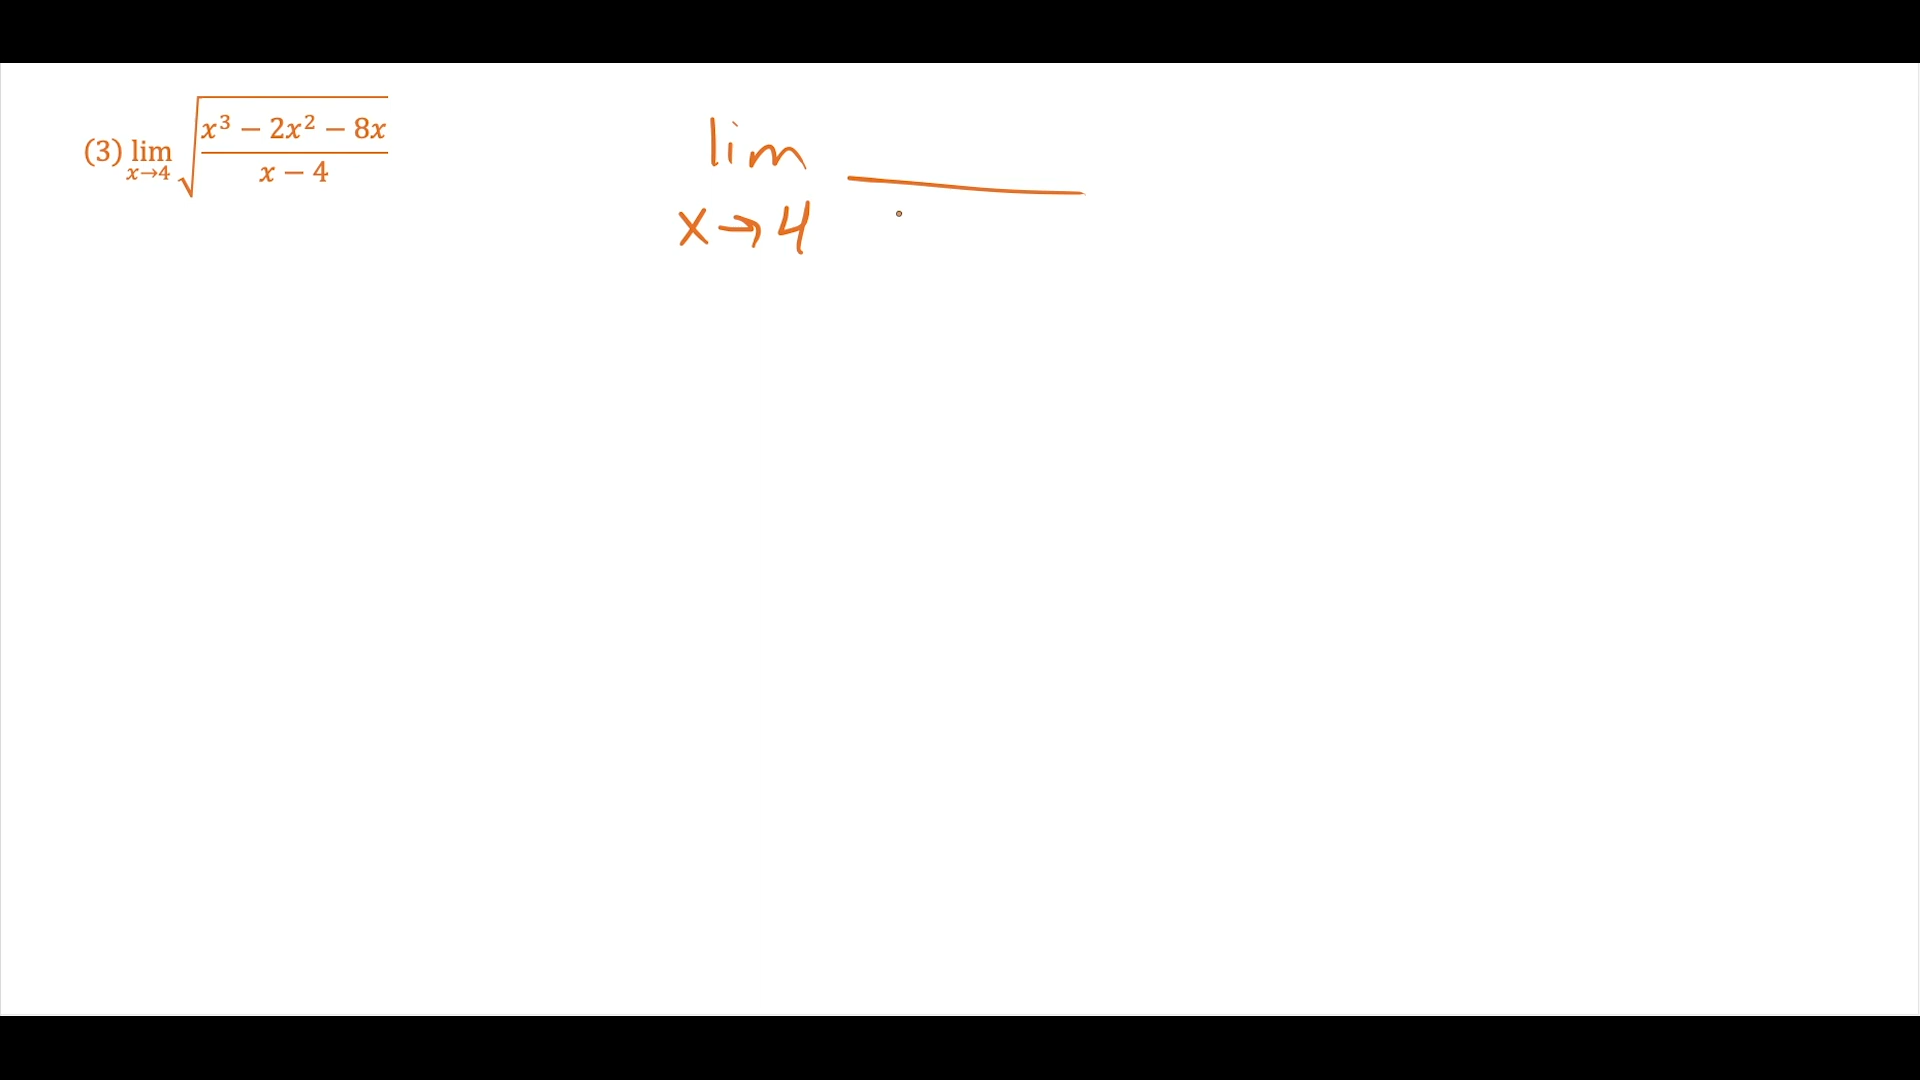 (3) lim x→4 √((x³ − 2x² − 8x)/(x − 4))
lim
x→4